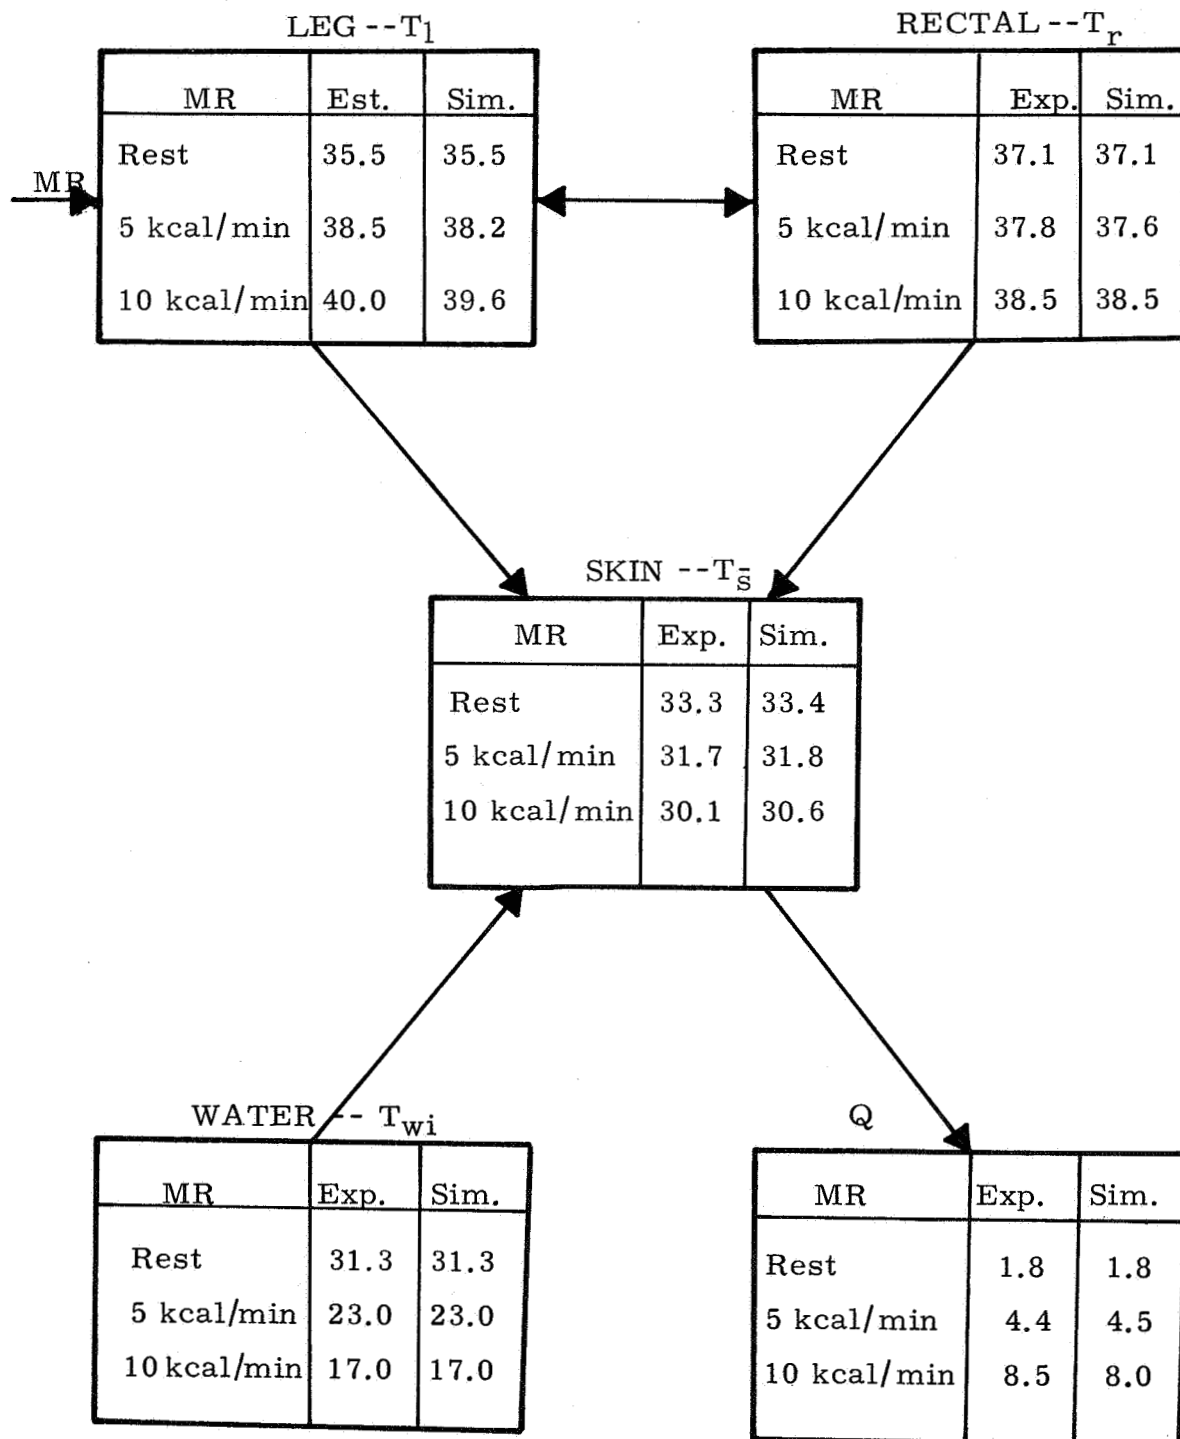 LEG --T1
MR Est. Sim.
Rest 35.5 35.5
5 kcal/min 38.5 38.2
10 kcal/min 40.0 39.6
MR
RECTAL --Tr
MR Exp. Sim.
Rest 37.1 37.1
5 kcal/min 37.8 37.6
10 kcal/min 38.5 38.5
SKIN --Ts̄
MR Exp. Sim.
Rest 33.3 33.4
5 kcal/min 31.7 31.8
10 kcal/min 30.1 30.6
WATER -- Twi
MR Exp. Sim.
Rest 31.3 31.3
5 kcal/min 23.0 23.0
10 kcal/min 17.0 17.0
Q
MR Exp. Sim.
Rest 1.8 1.8
5 kcal/min 4.4 4.5
10 kcal/min 8.5 8.0